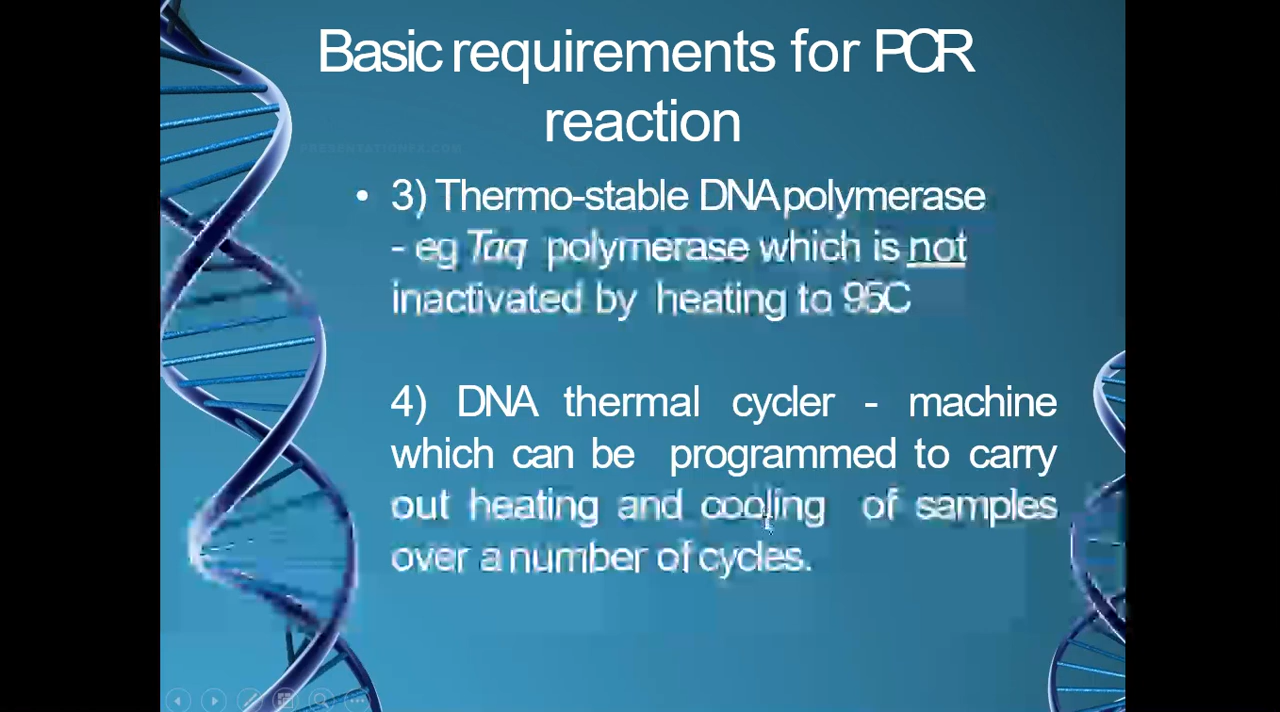 Basic requirements for PCR
reaction
PRESENTATIONEX.COM
• 3) Thermo-stable DNA polymerase
- eg Taq polymerase which is not
inactivated by heating to 95C
4) DNA thermal cycler - machine
which can be programmed to carry
out heating and cooling of samples
over a number of cycles.